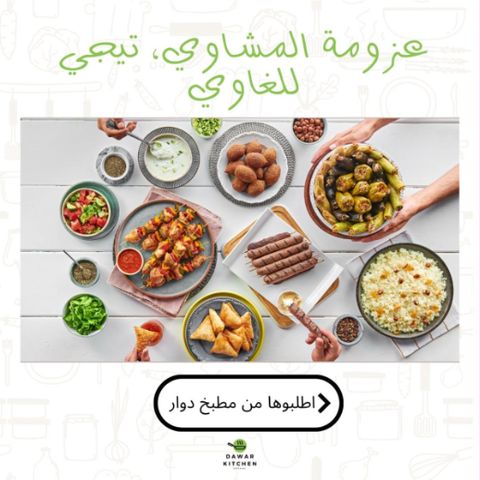 عزومة المشاوي، تيجي
للغاوي
اطلبوها من مطبخ دوار
DAWAR
KITCHEN